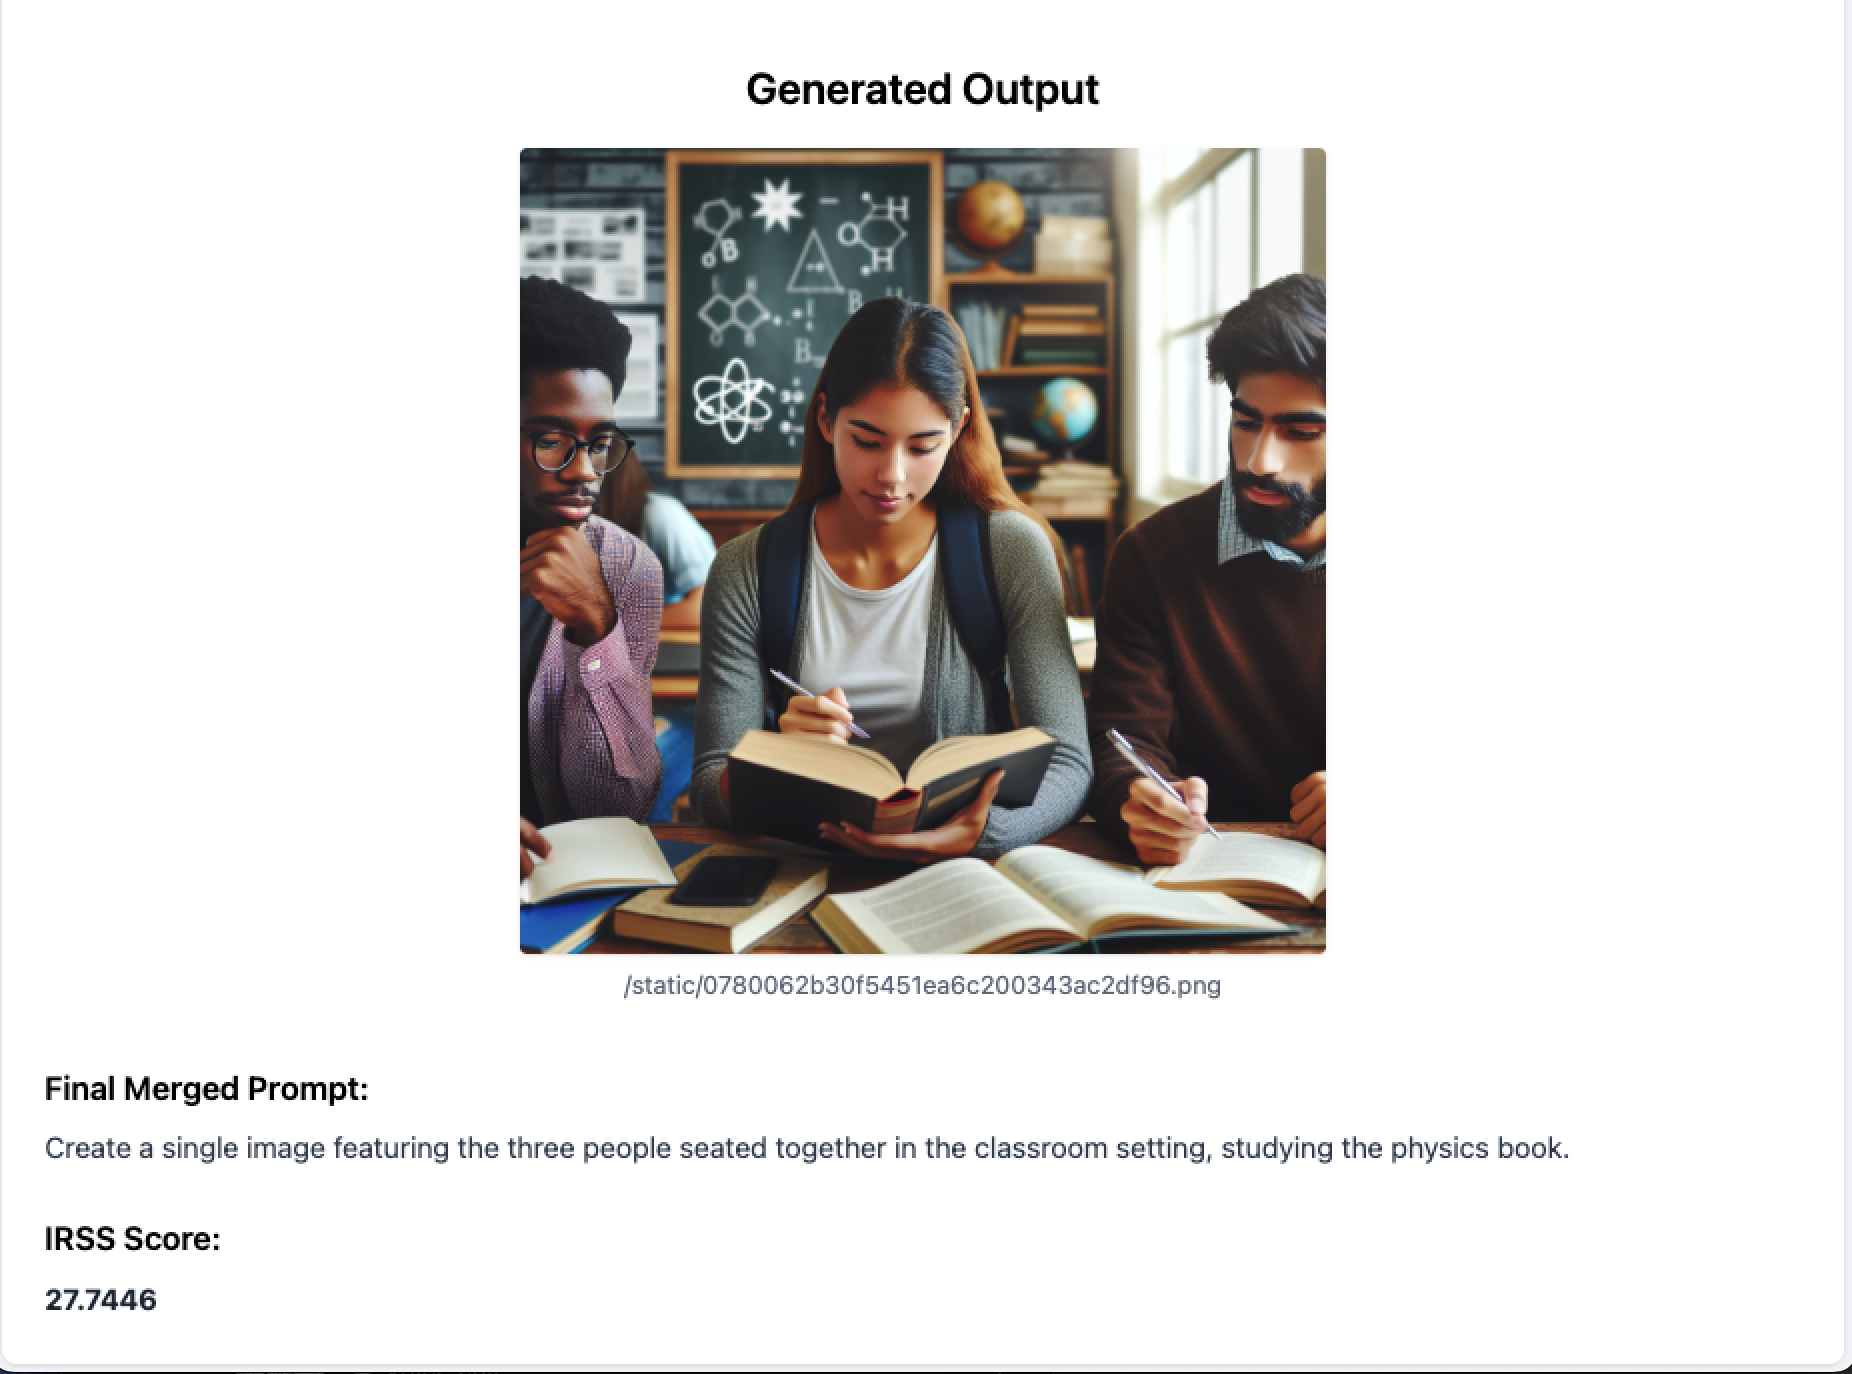 Generated Output
B
O
H
H
B
O
B
B
/static/0780062b30f5451ea6c200343ac2df96.png
Final Merged Prompt:
Create a single image featuring the three people seated together in the classroom setting, studying the physics book.
IRSS Score:
27.7446